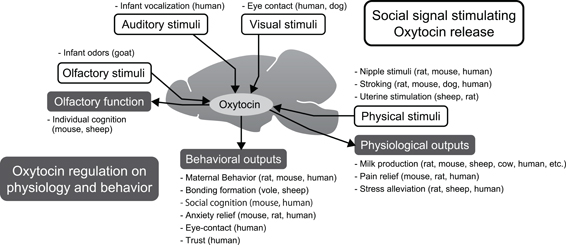 - Infant vocalization (human)
Auditory stimuli
- Eye contact (human, dog)
Visual stimuli
Social signal stimulating
Oxytocin release
- Infant odors (goat)
Olfactory stimuli
Olfactory function
- Individual cognition
(mouse, sheep)
Oxytocin
- Nipple stimuli (rat, mouse, human)
- Stroking (rat, mouse, dog, human)
- Uterine stimulation (sheep, rat)
Physical stimuli
Physiological outputs
- Milk production (rat, mouse, sheep, cow, human, etc.)
- Pain relief (mouse, rat, human)
- Stress alleviation (rat, sheep, human)
Oxytocin regulation on
physiology and behavior
Behavioral outputs
- Maternal Behavior (rat, mouse, human)
- Bonding formation (vole, sheep)
- Social cognition (mouse, human)
- Anxiety relief (mouse, rat, human)
- Eye-contact (human)
- Trust (human)